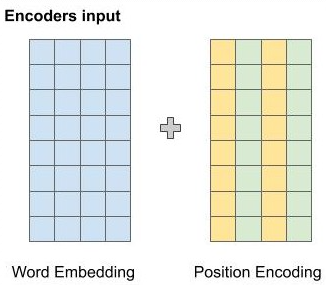 Encoders input
Word Embedding
Position Encoding